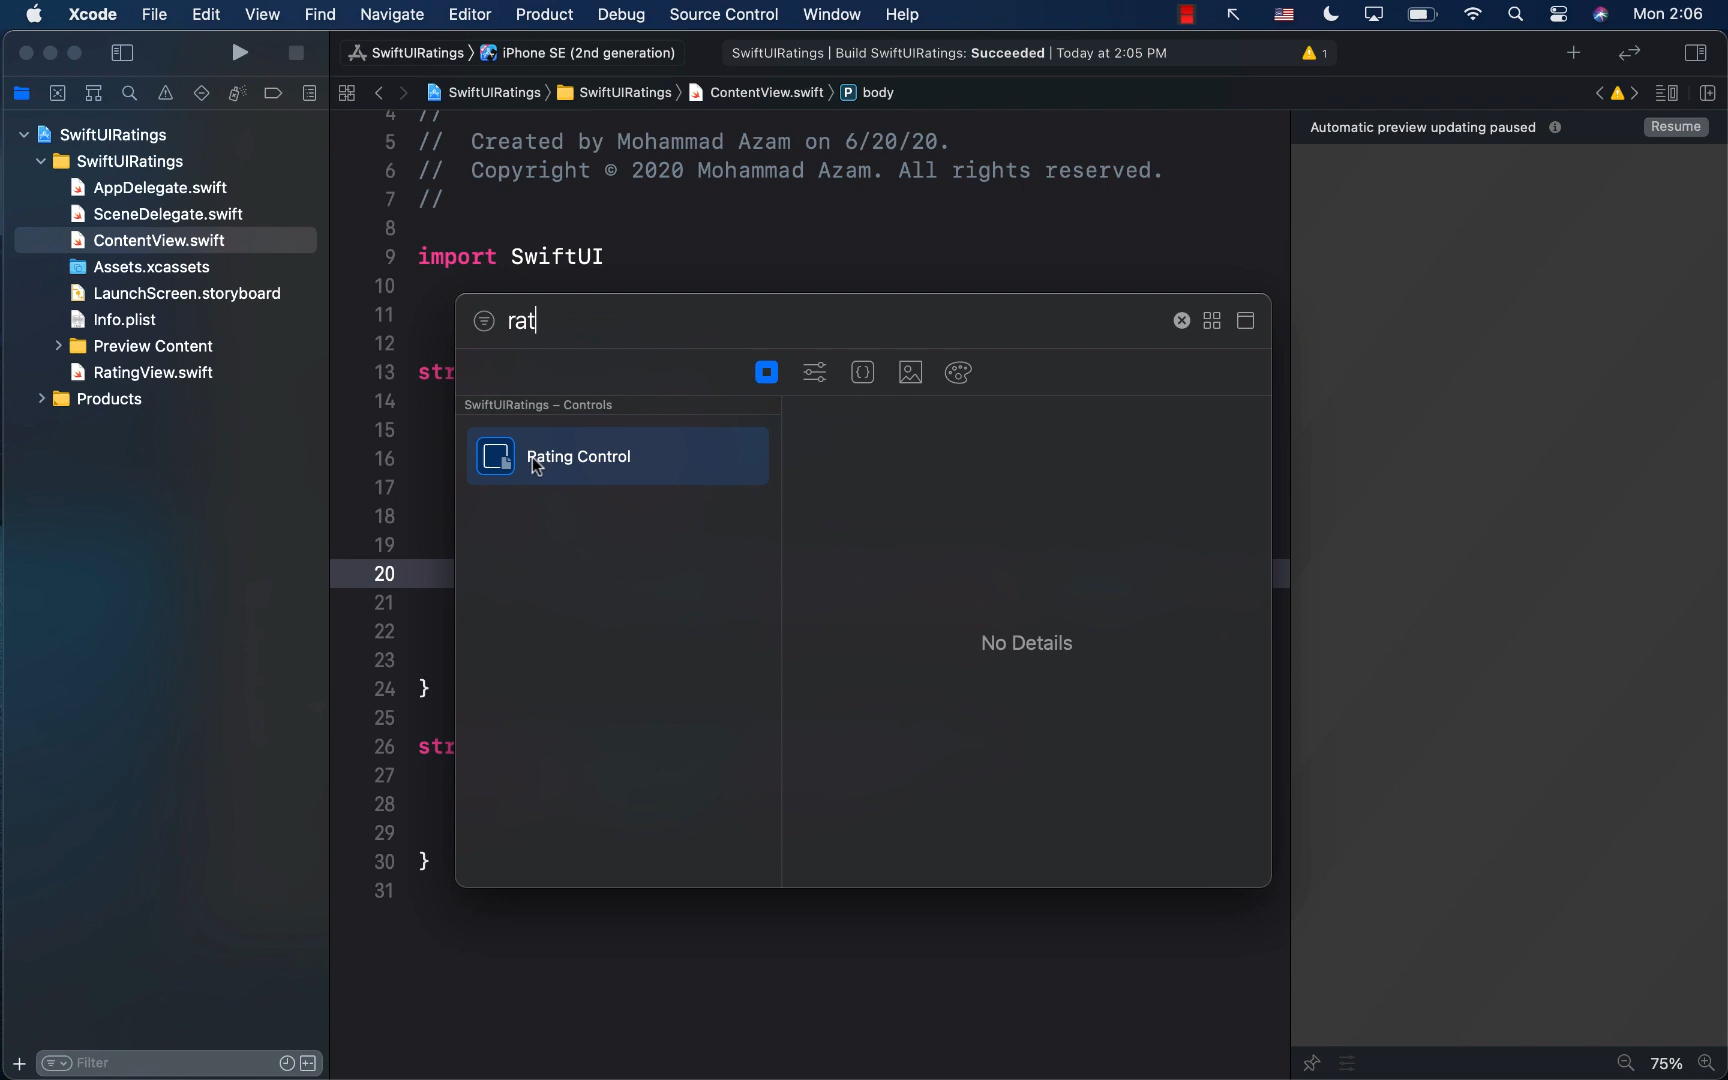 Xcode File Edit View Find Navigate Editor Product Debug Source Control Window Help Mon 2:06
SwiftUIRatings 〉 iPhone SE (2nd generation) SwiftUIRatings | Build SwiftUIRatings: Succeeded | Today at 2:05 PM 1
SwiftUIRatings 〉 SwiftUIRatings 〉 ContentView.swift 〉 P body
SwiftUIRatings
SwiftUIRatings
AppDelegate.swift
SceneDelegate.swift
ContentView.swift
Assets.xcassets
LaunchScreen.storyboard
Info.plist
Preview Content
RatingView.swift
Products
Filter
4 //
5 // Created by Mohammad Azam on 6/20/20.
6 // Copyright © 2020 Mohammad Azam. All rights reserved.
7 //
8
9 import SwiftUI
10
11
12
13 str
14
15
16
17
18
19
20
21
22
23
24 }
25
26 str
27
28
29
30 }
31
rat
SwiftUIRatings – Controls
Rating Control
No Details
Automatic preview updating paused Resume
75%